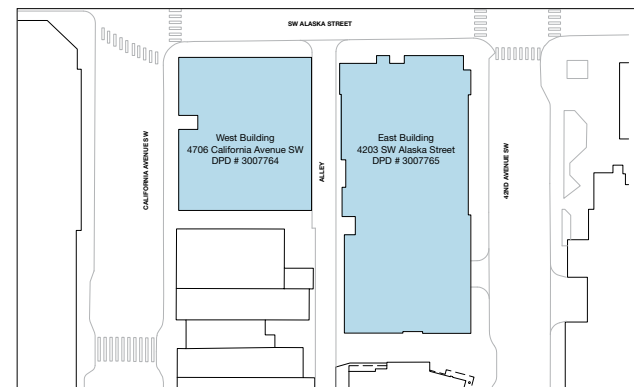 SW ALASKA STREET
West Building
4706 California Avenue SW
DPD # 3007764
East Building
4203 SW Alaska Street
DPD # 3007765
CALIFORNIA AVENUE SW
ALLEY
42ND AVENUE SW